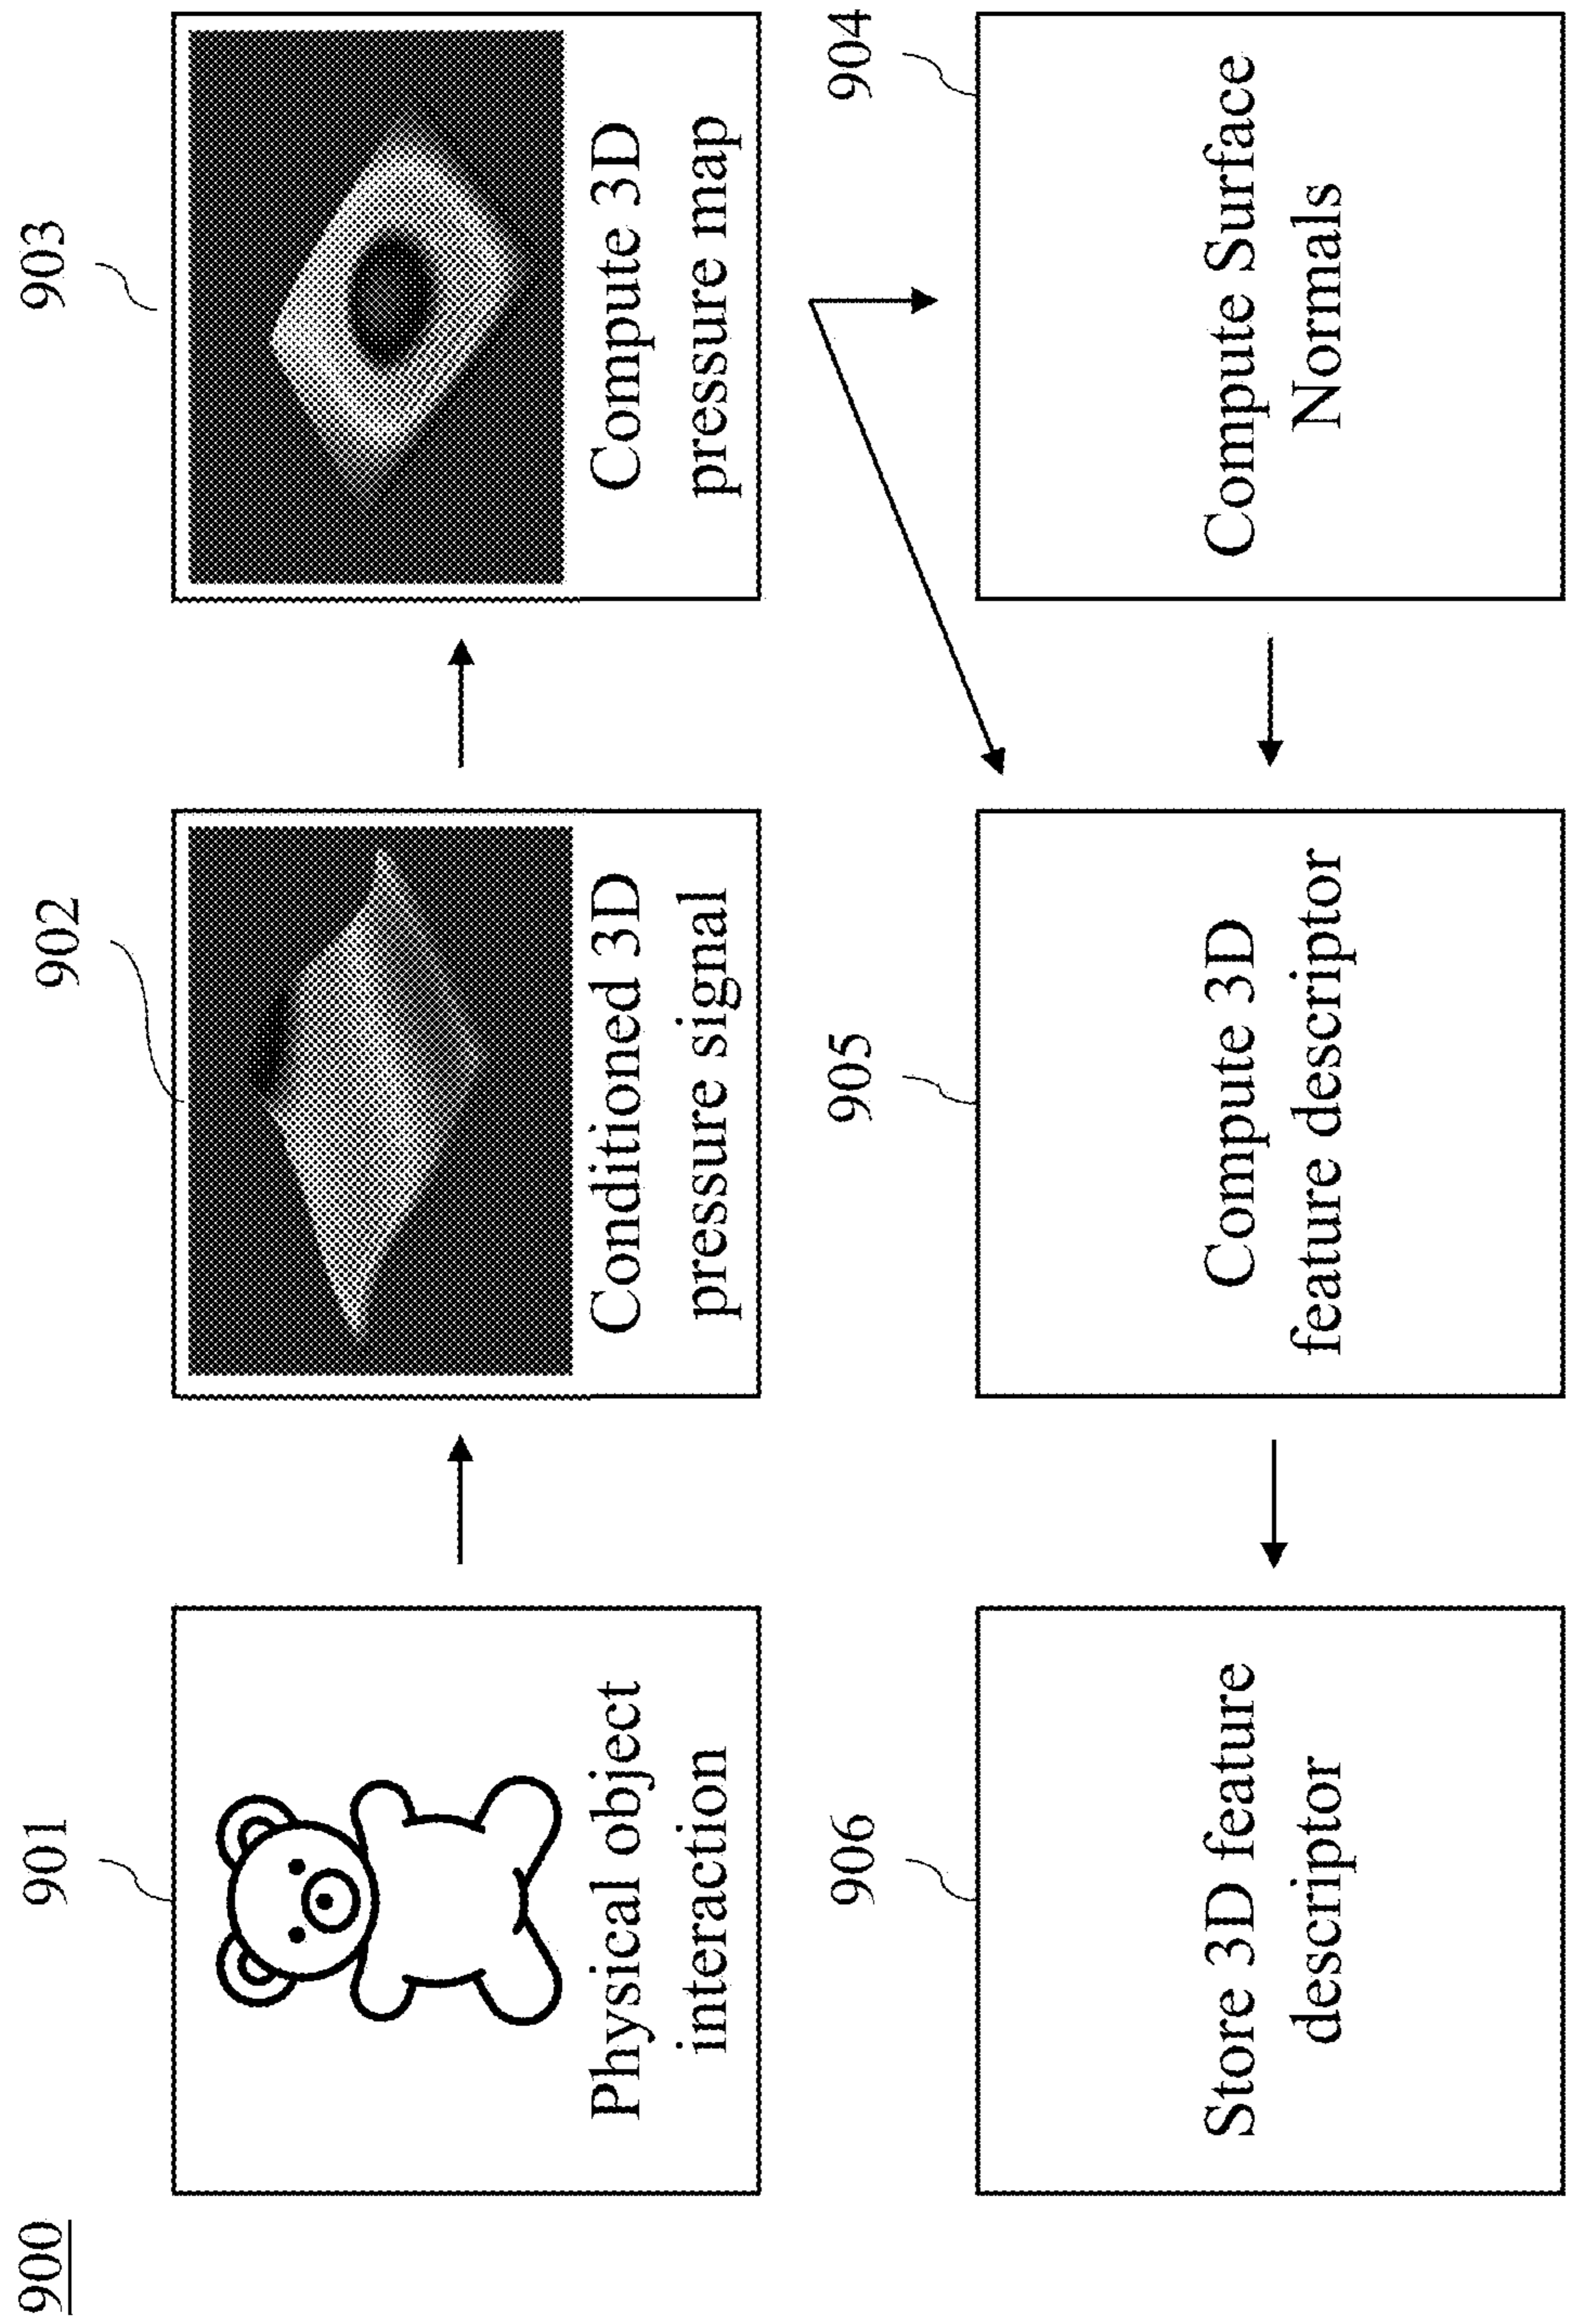 900
901
Physical object
interaction
902
Conditioned 3D
pressure signal
903
Compute 3D
pressure map
904
Compute Surface
Normals
905
Compute 3D
feature descriptor
906
Store 3D feature
descriptor